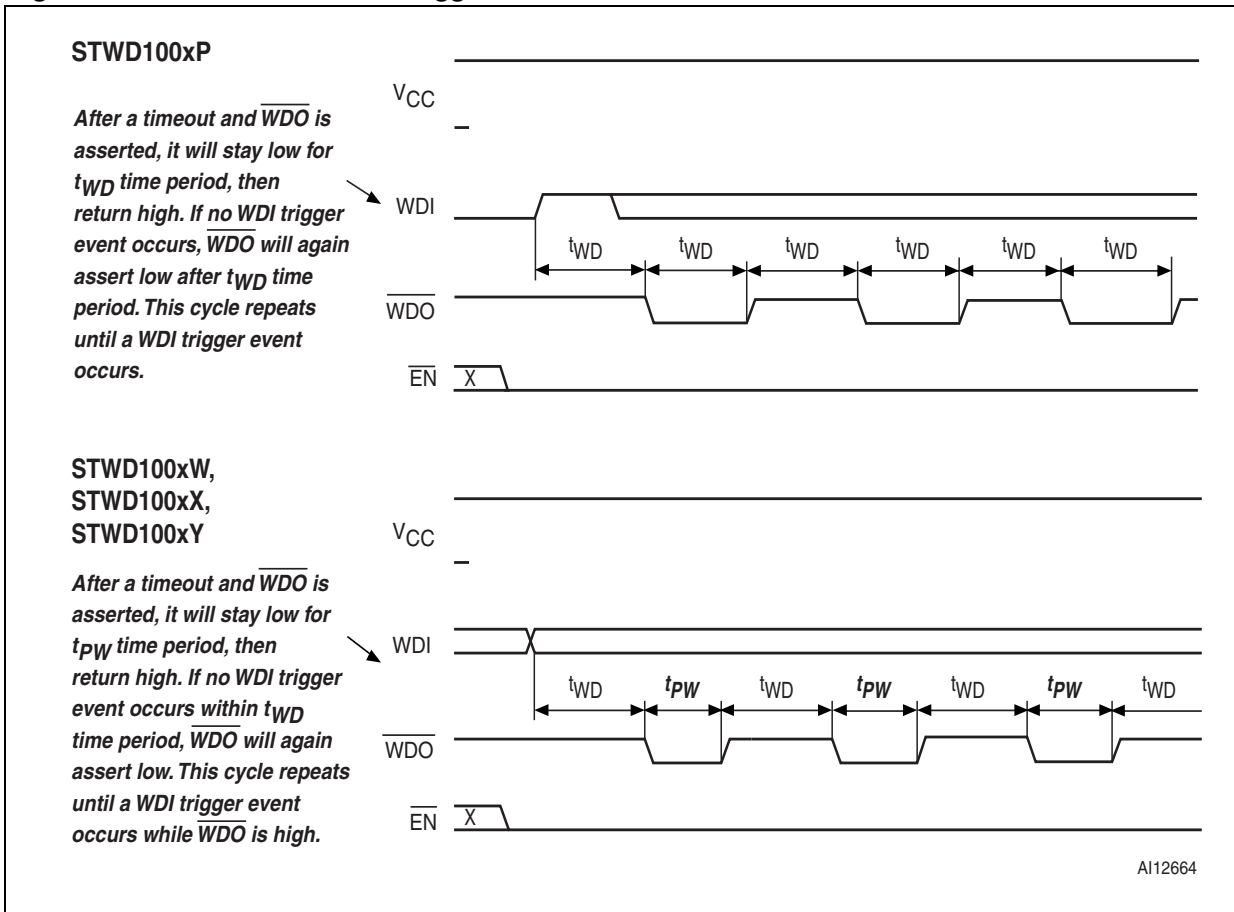 STWD100xP
After a timeout and WDO is
asserted, it will stay low for
tWD time period, then
return high. If no WDI trigger
event occurs, WDO will again
assert low after tWD time
period. This cycle repeats
until a WDI trigger event
occurs.
VCC
WDI
tWD tWD tWD tWD tWD tWD
WDO
EN X
STWD100xW,
STWD100xX,
STWD100xY
After a timeout and WDO is
asserted, it will stay low for
tPW time period, then
return high. If no WDI trigger
event occurs within tWD
time period, WDO will again
assert low. This cycle repeats
until a WDI trigger event
occurs while WDO is high.
VCC
WDI
tWD tPW tWD tPW tWD tPW tWD
WDO
EN X
AI12664